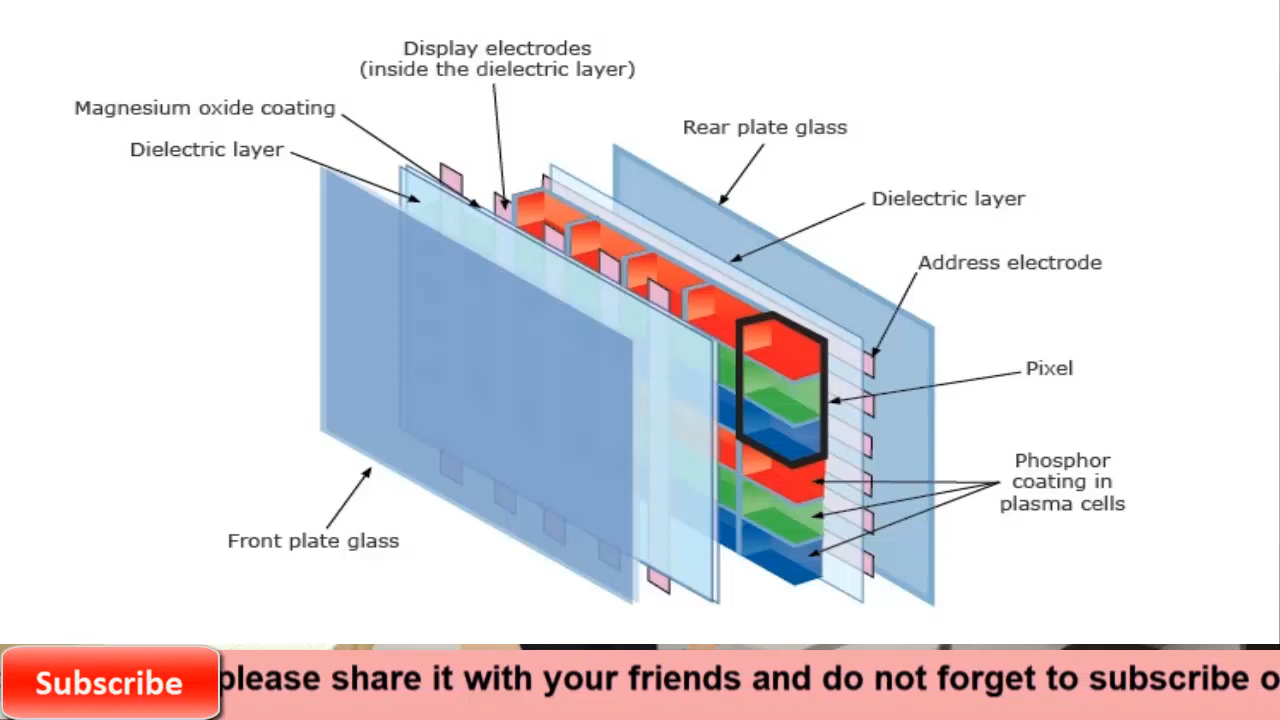 Display electrodes
(inside the dielectric layer)
Magnesium oxide coating
Dielectric layer
Rear plate glass
Dielectric layer
Address electrode
Pixel
Phosphor
coating in
plasma cells
Front plate glass
Subscribe
please share it with your friends and do not forget to subscribe o